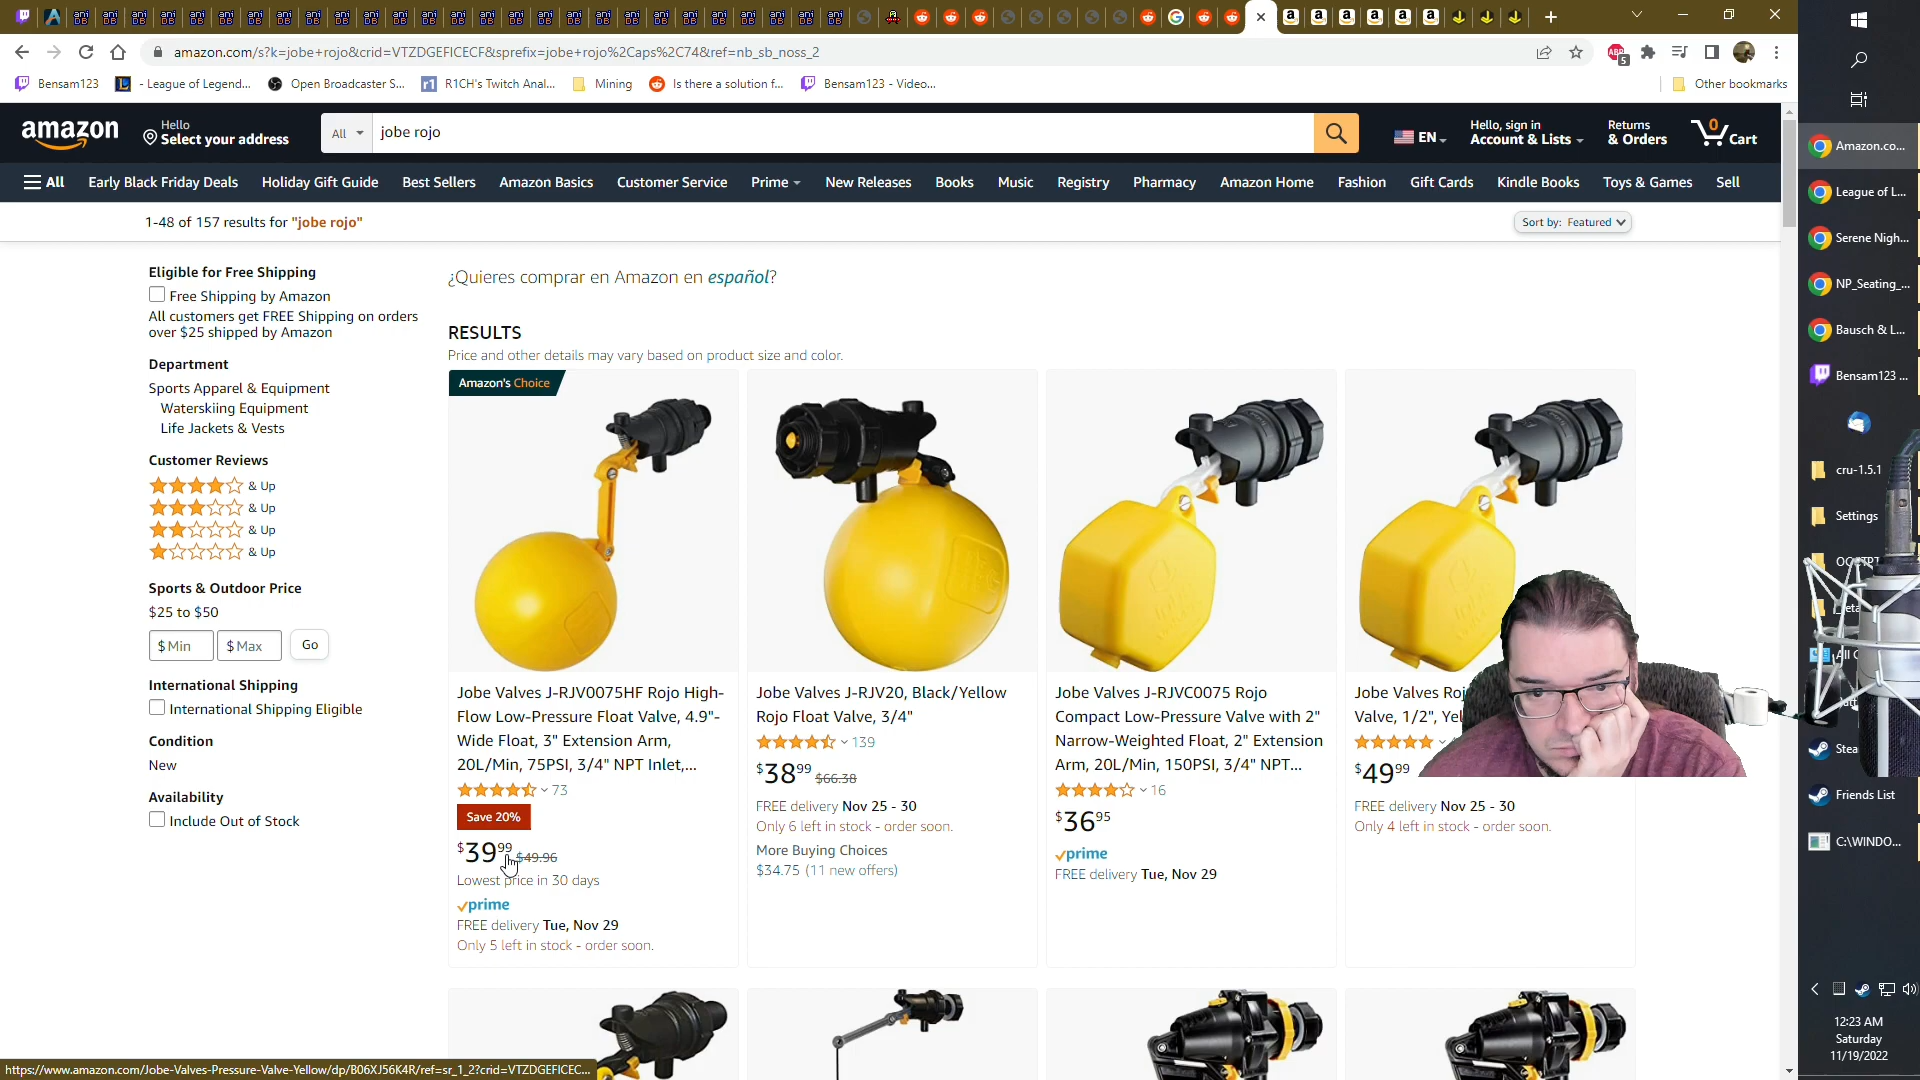 amazon.com/s?k=jobe+rojo&crid=VTZDGEFICECF&sprefix=jobe+rojo%2Caps%2C74&ref=nb_sb_noss_2
Bensam123
- League of Legend...
Open Broadcaster S...
R1CH's Twitch Anal...
Mining
Is there a solution f...
Bensam123 - Video...
Other bookmarks
amazon
Hello
Select your address
All
jobe rojo
EN
Hello, sign in
Account & Lists
Returns
& Orders
0
Cart
All
Early Black Friday Deals
Holiday Gift Guide
Best Sellers
Amazon Basics
Customer Service
Prime
New Releases
Books
Music
Registry
Pharmacy
Amazon Home
Fashion
Gift Cards
Kindle Books
Toys & Games
Sell
1-48 of 157 results for "jobe rojo"
Sort by: Featured
Eligible for Free Shipping
Free Shipping by Amazon
All customers get FREE Shipping on orders
over $25 shipped by Amazon
Department
Sports Apparel & Equipment
Waterskiing Equipment
Life Jackets & Vests
Customer Reviews
& Up
& Up
& Up
& Up
Sports & Outdoor Price
$25 to $50
$ Min
$ Max
Go
International Shipping
International Shipping Eligible
Condition
New
Availability
Include Out of Stock
¿Quieres comprar en Amazon en español?
RESULTS
Price and other details may vary based on product size and color.
Amazon's Choice
Jobe Valves J-RJV0075HF Rojo High-
Flow Low-Pressure Float Valve, 4.9"-
Wide Float, 3" Extension Arm,
20L/Min, 75PSI, 3/4" NPT Inlet,...
73
Save 20%
$39.99 $49.96
Lowest price in 30 days
prime
FREE delivery Tue, Nov 29
Only 5 left in stock - order soon.
Jobe Valves J-RJV20, Black/Yellow
Rojo Float Valve, 3/4"
139
$38.99 $66.38
FREE delivery Nov 25 - 30
Only 6 left in stock - order soon.
More Buying Choices
$34.75 (11 new offers)
Jobe Valves J-RJVC0075 Rojo
Compact Low-Pressure Valve with 2"
Narrow-Weighted Float, 2" Extension
Arm, 20L/Min, 150PSI, 3/4" NPT...
16
$36.95
prime
FREE delivery Tue, Nov 29
Jobe Valves Roj
Valve, 1/2", Yel
$49.99
FREE delivery Nov 25 - 30
Only 4 left in stock - order soon.
https://www.amazon.com/Jobe-Valves-Pressure-Valve-Yellow/dp/B06XJ56K4R/ref=sr_1_2?crid=VTZDGEFICEC...
Amazon.co...
League of L...
Serene Nigh...
NP_Seating_...
Bausch & L...
Bensam123 ...
cru-1.5.1
Settings
All C
Stea
Friends List
C:\WINDO...
12:23 AM
Saturday
11/19/2022